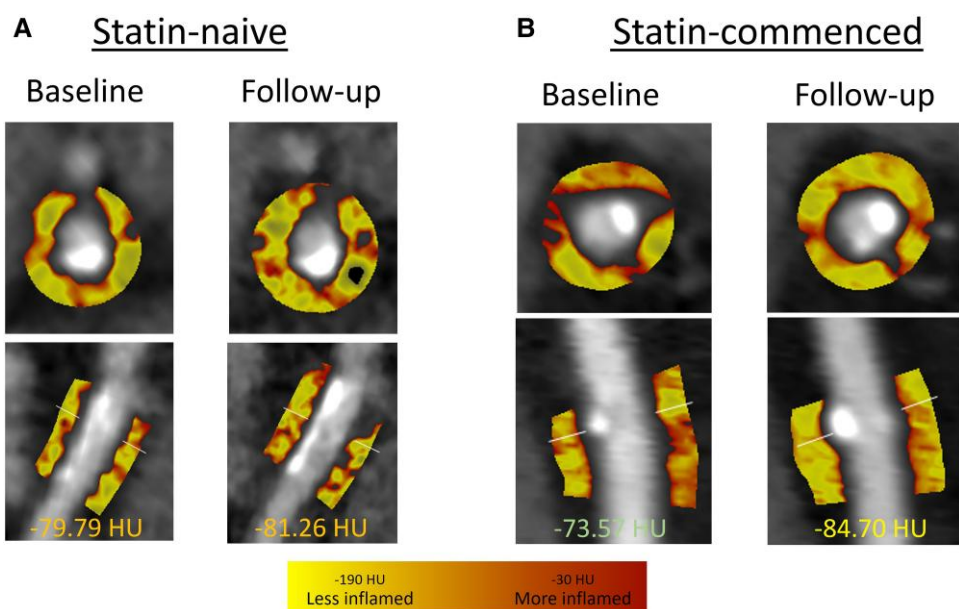 A Statin-naive
B Statin-commenced
Baseline Follow-up
Baseline Follow-up
-79.79 HU
-81.26 HU
-73.57 HU
-84.70 HU
-190 HU
Less inflamed
-30 HU
More inflamed